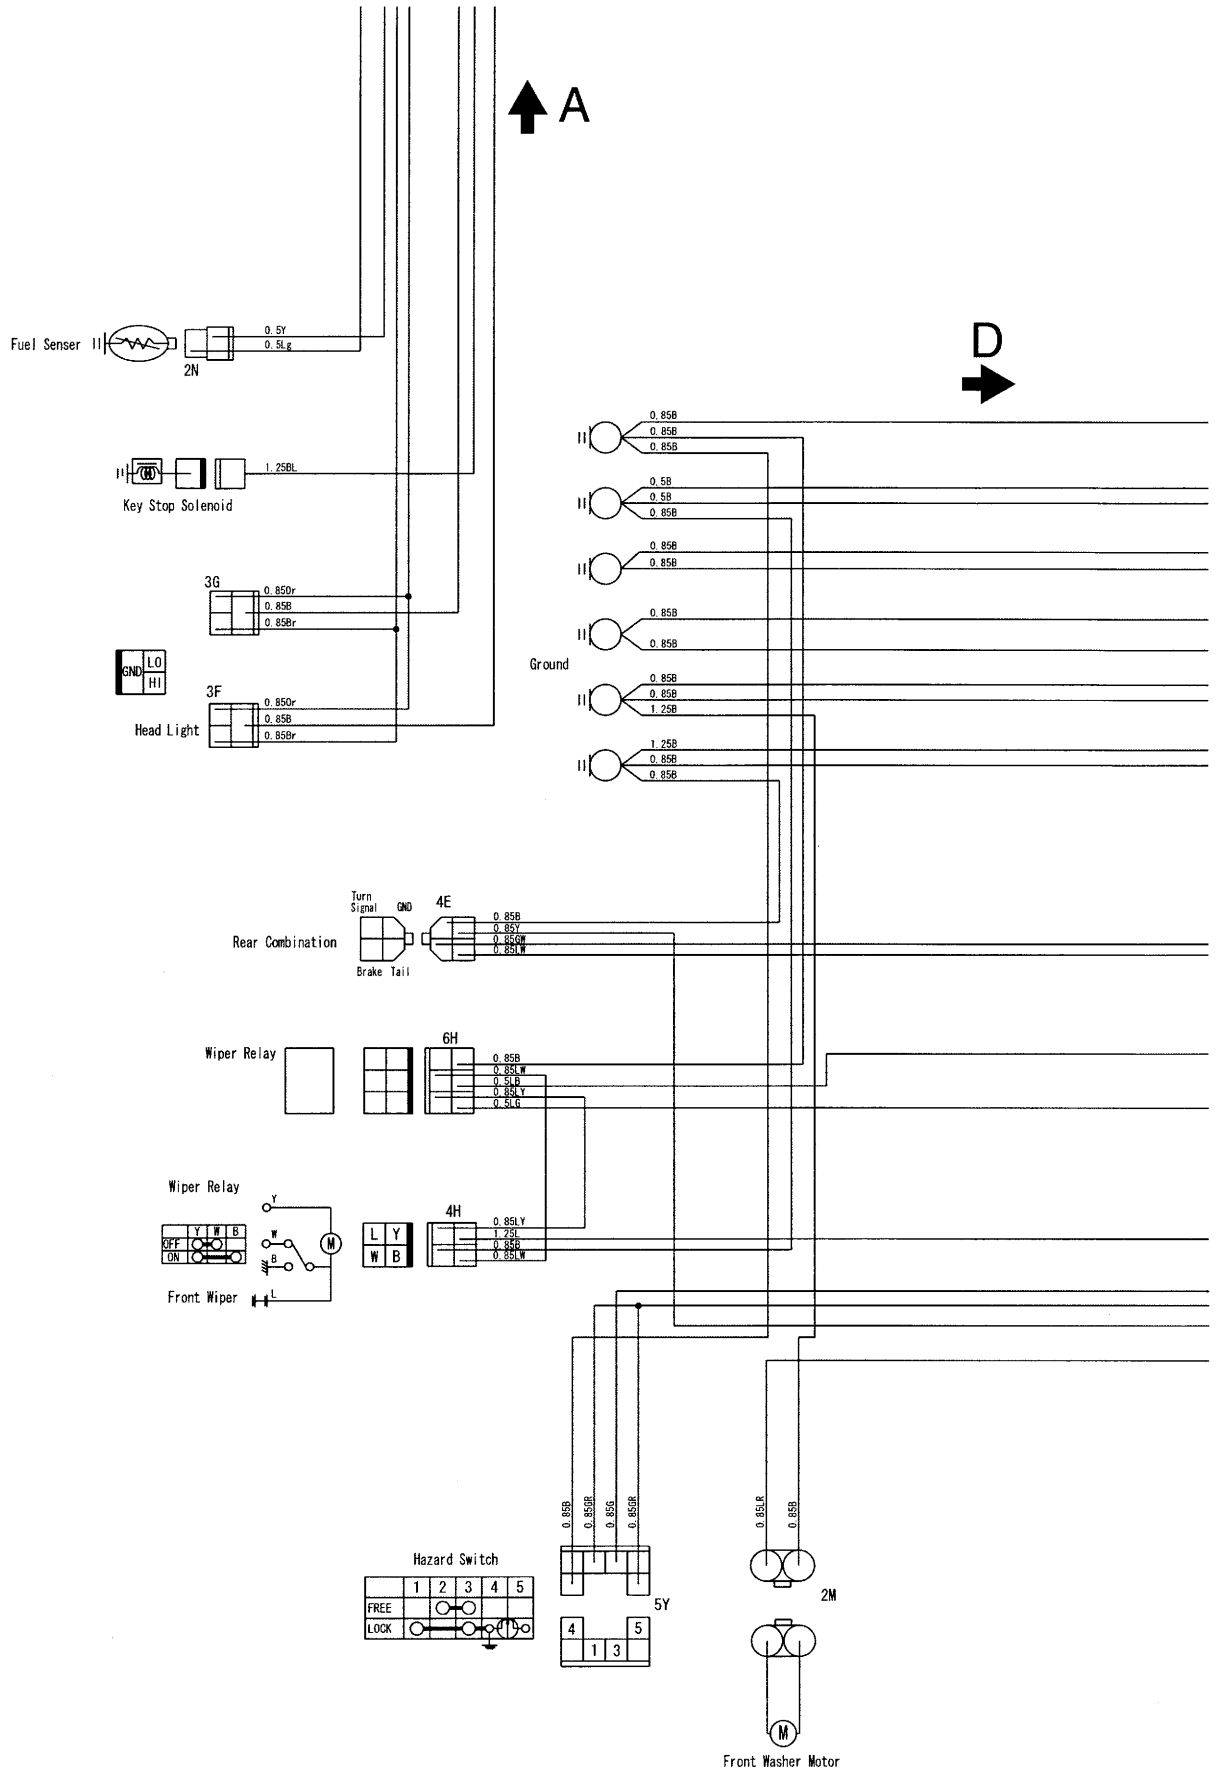 A
Fuel Senser
0.5Y
0.5Lg
2N
D
0.85B
0.85B
0.85B
1.25BL
Key Stop Solenoid
0.5B
0.5B
0.85B
0.85B
0.85B
3G
0.85Or
0.85B
0.85Br
0.85B
0.85B
GND
LO
HI
Ground
3F
0.85Or
0.85B
0.85Br
Head Light
0.85B
0.85B
1.25B
1.25B
0.85B
0.85B
Turn
Signal
GND
4E
Rear Combination
Brake Tail
0.85B
0.85Y
0.85GW
0.85LW
Wiper Relay
6H
0.85B
0.85LW
0.5LB
0.85LY
0.5LG
Wiper Relay
Y W B
OFF
ON
Y
W
B
L
M
Front Wiper
L Y
W B
4H
0.85LY
1.25L
0.85B
0.85LW
0.85B
0.85GR
0.85G
0.85GR
0.85LR
0.85B
Hazard Switch
1 2 3 4 5
FREE
LOCK
5Y
4 5
1 3
2M
M
Front Washer Motor